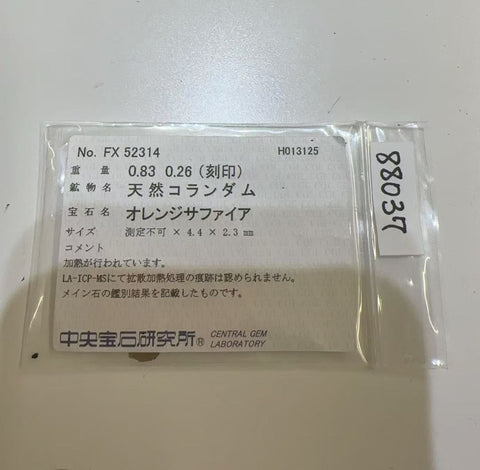 No. FX 52314 H013125
重 量 0.83 0.26 (刻印)
鉱 物 名 天然コランダム
宝 石 名 オレンジサファイア
サ イ ズ 測定不可 × 4.4 × 2.3 mm
コメント
加熱が行われています。
LA-ICP-MSにて拡散加熱処理の痕跡は認められません。
メイン石の鑑別結果を記載したものです。
中央宝石研究所® CENTRAL GEM
LABORATORY
88037